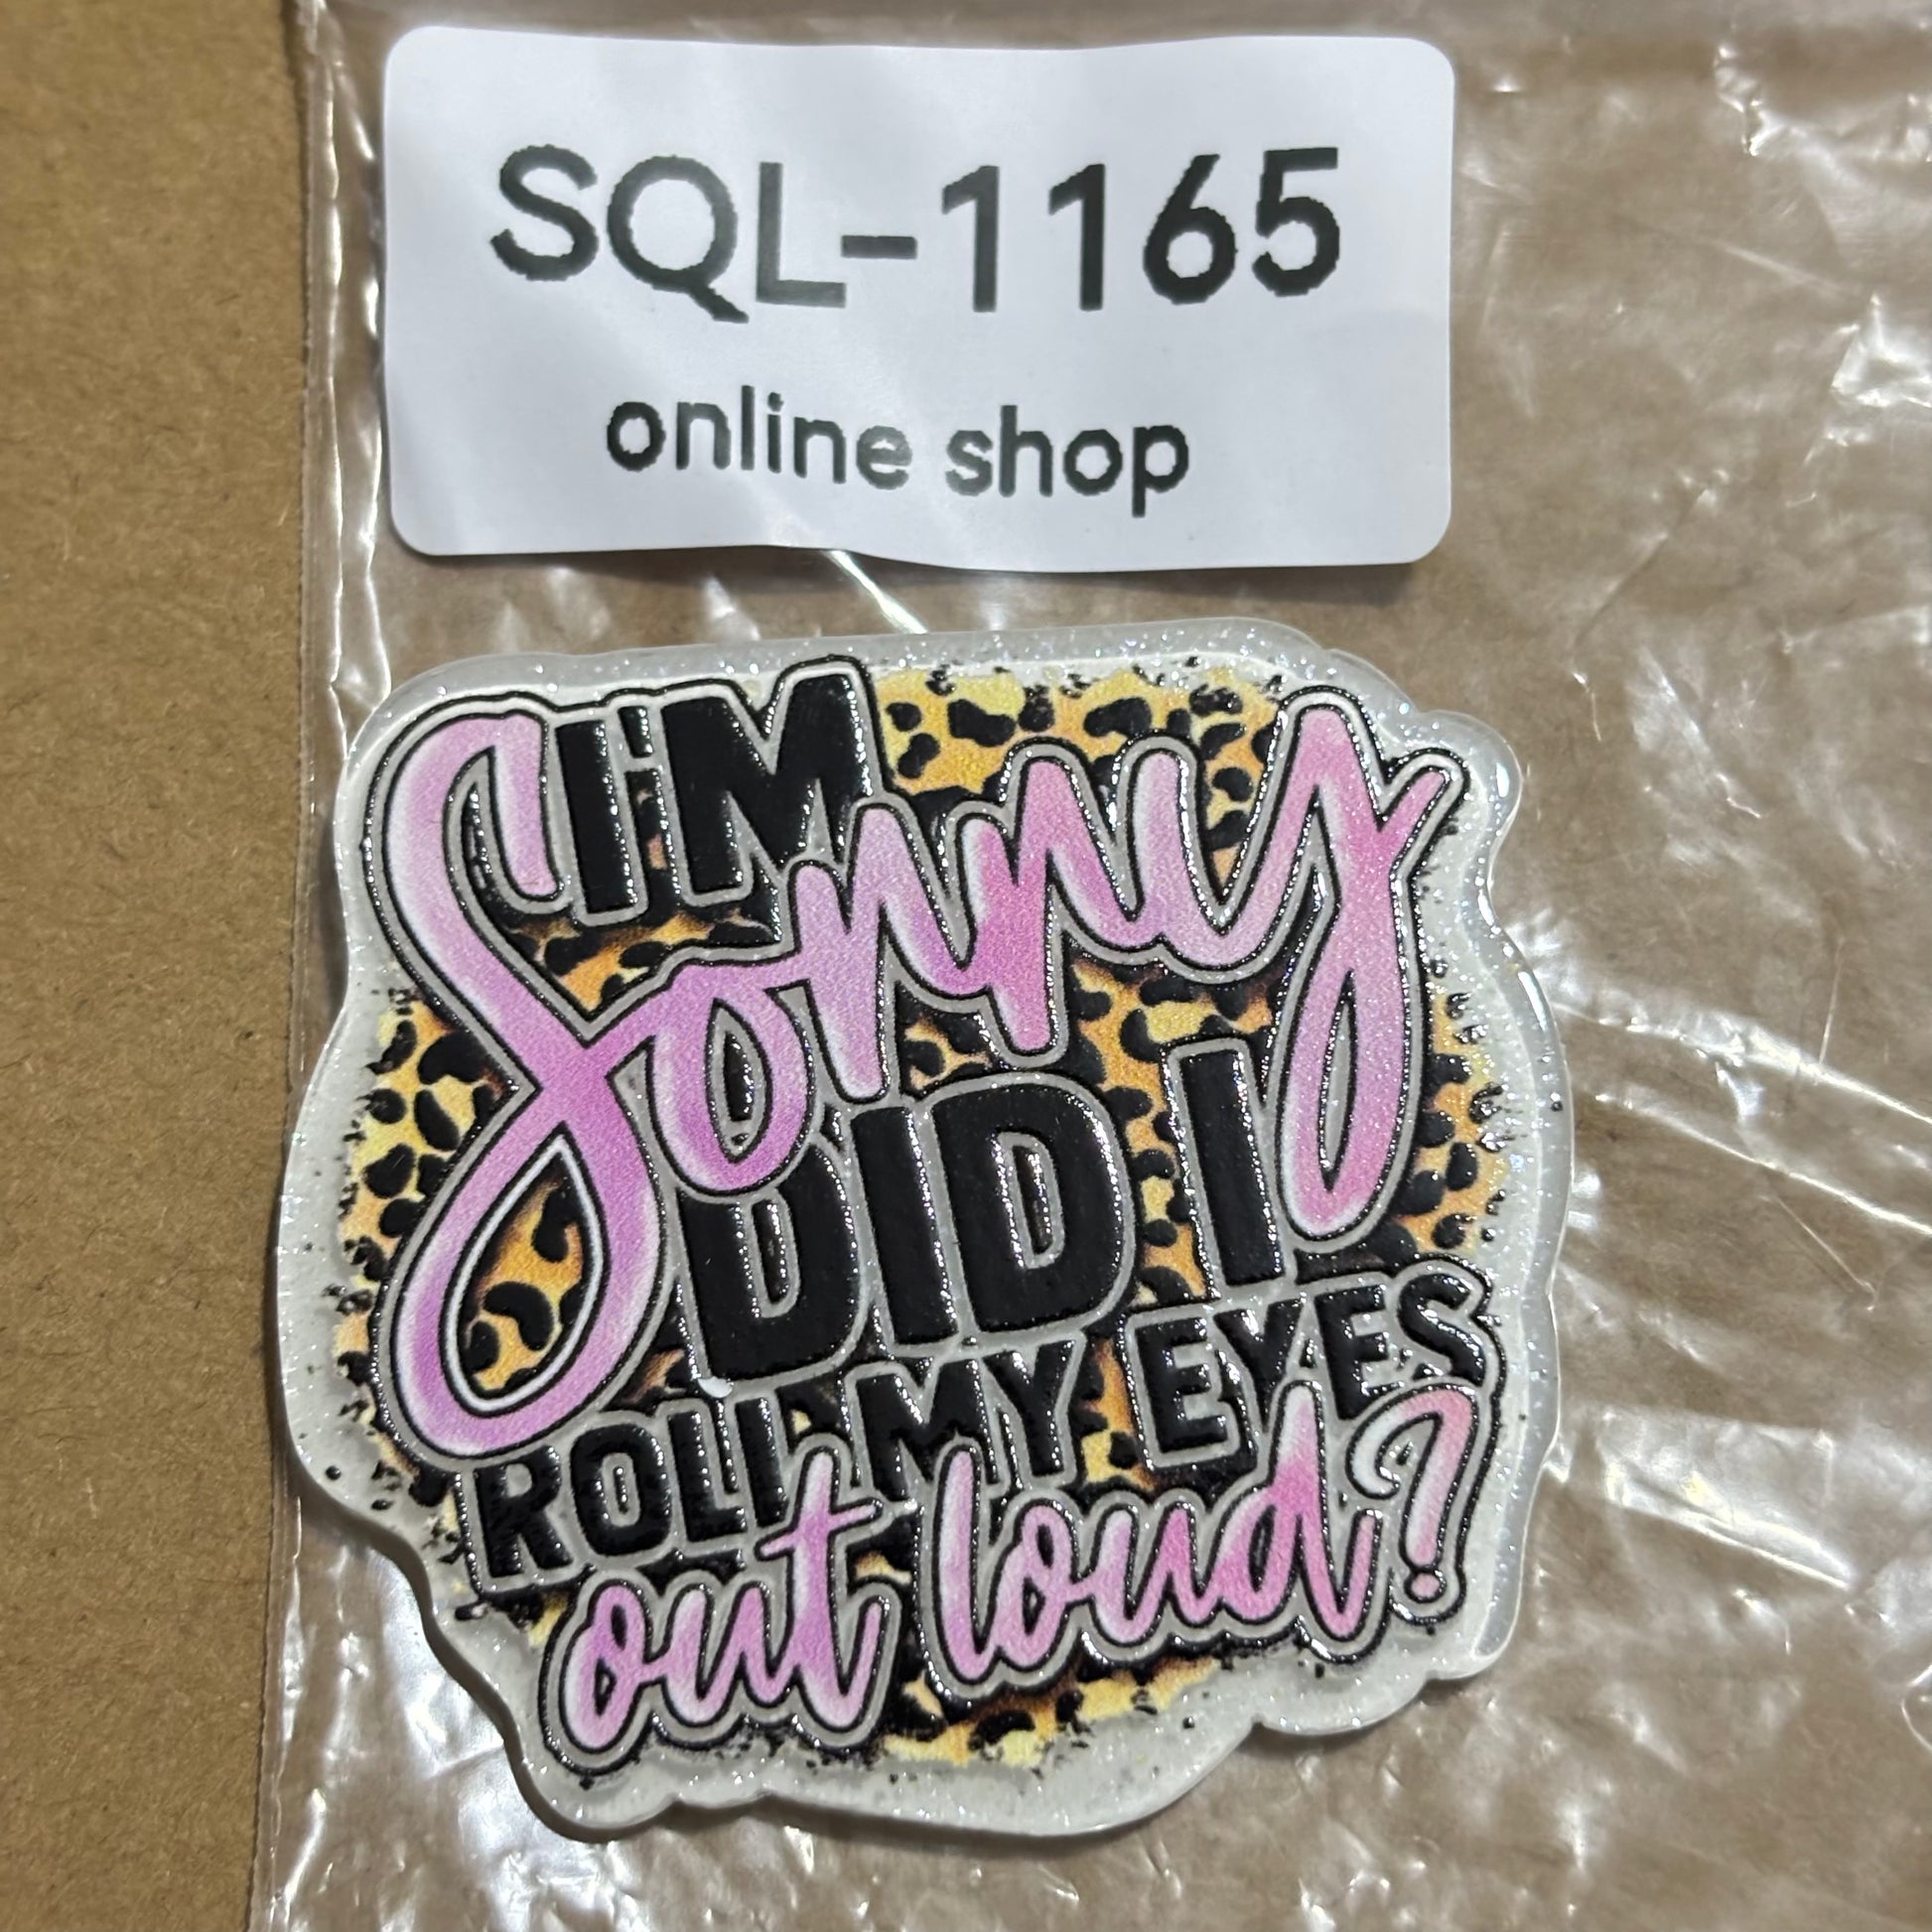 SQL-1165
online shop
I'M
Sorry
DID I
ROLL MY EYES
out loud?